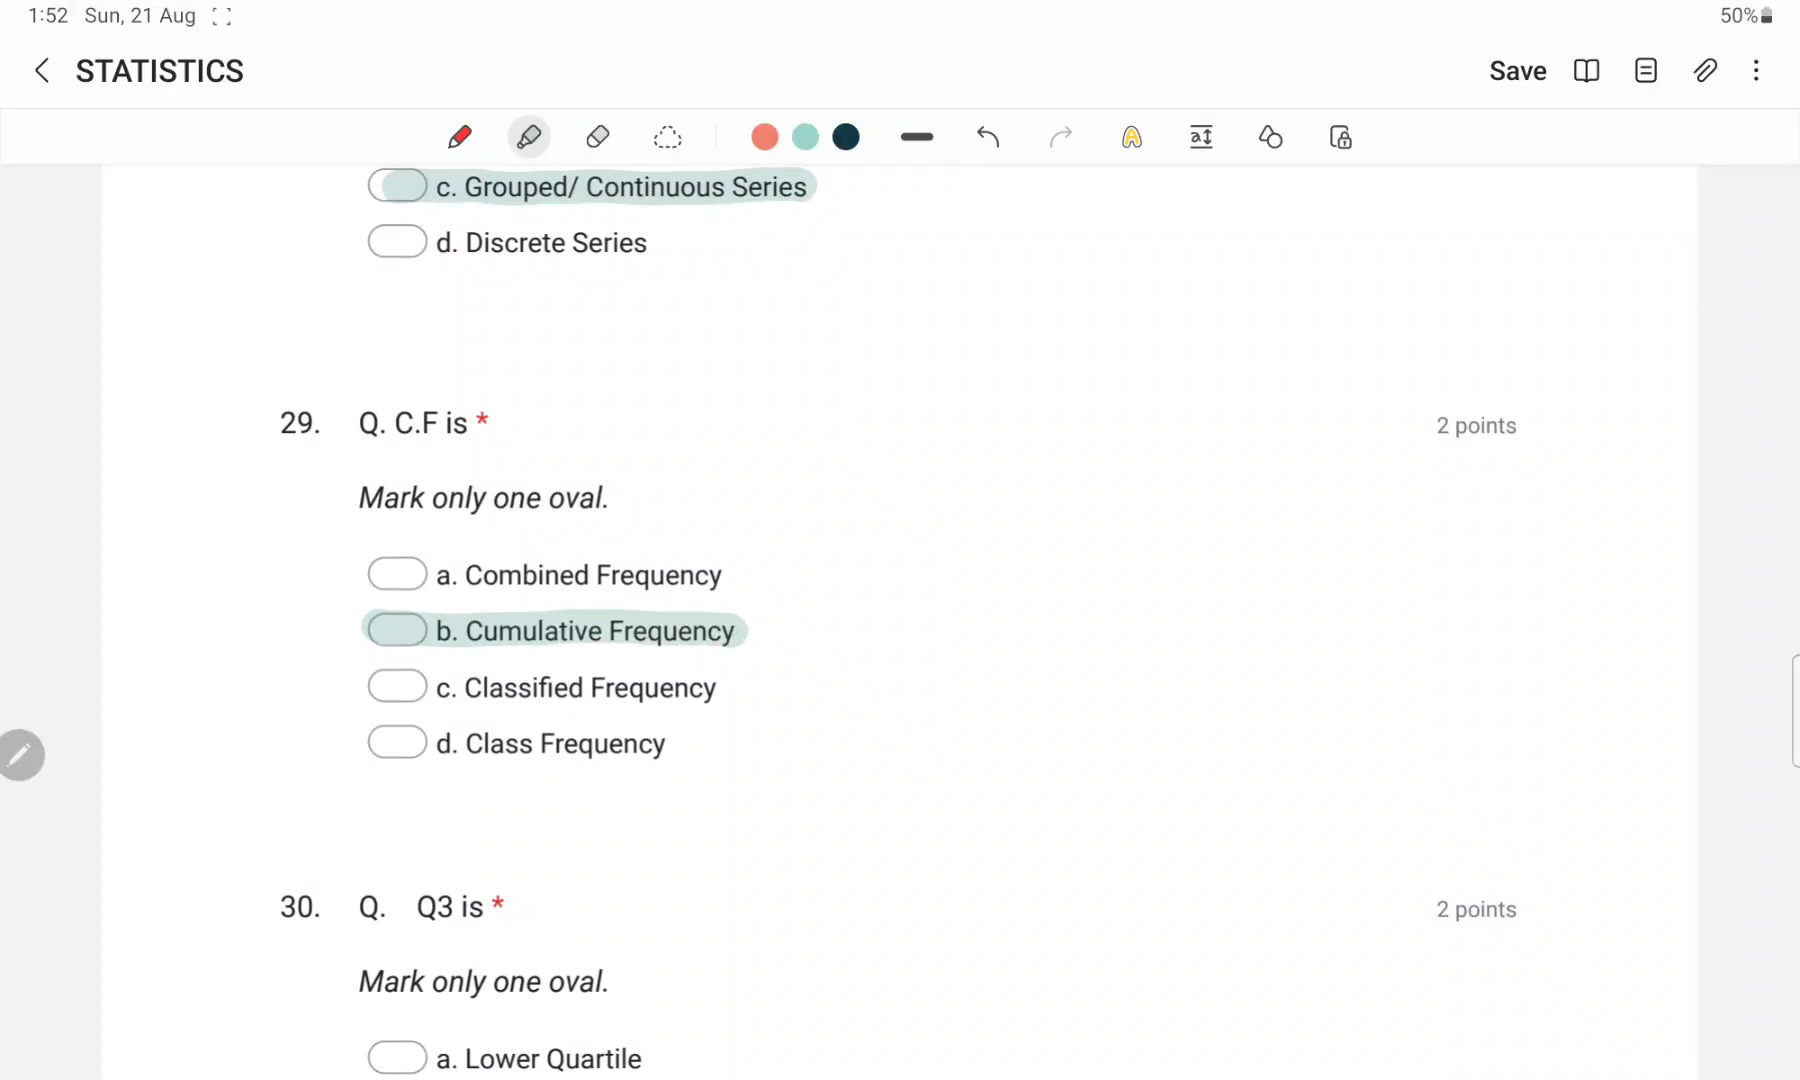 1:52 Sun, 21 Aug
50%
STATISTICS
Save
c. Grouped/ Continuous Series
d. Discrete Series
29. Q. C.F is *
2 points
Mark only one oval.
a. Combined Frequency
b. Cumulative Frequency
c. Classified Frequency
d. Class Frequency
30. Q. Q3 is *
2 points
Mark only one oval.
a. Lower Quartile